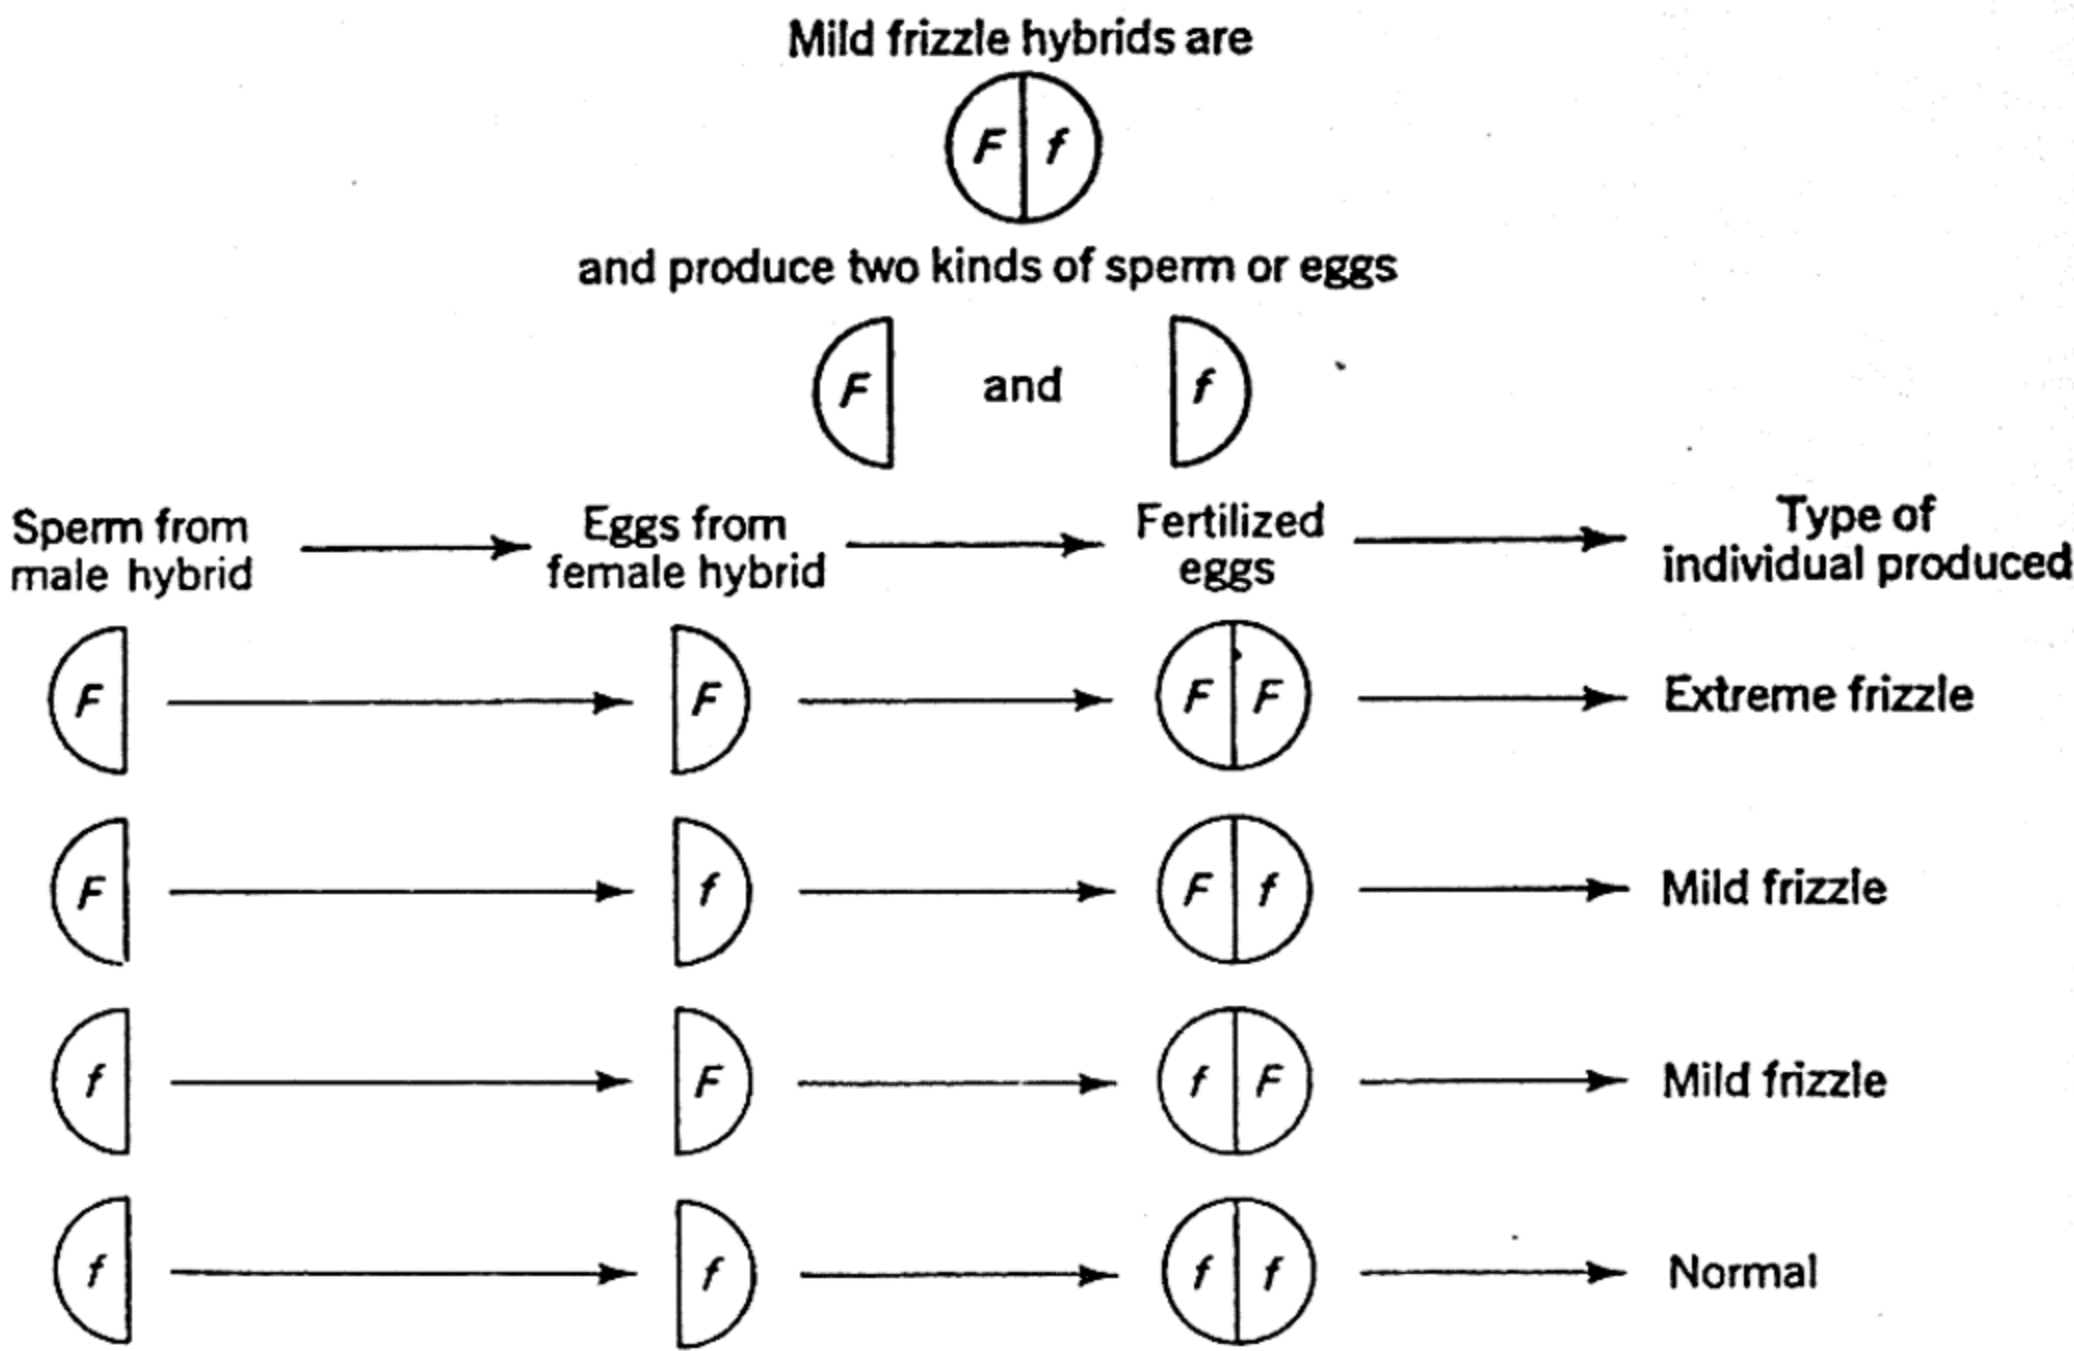 Mild frizzle hybrids are
F f
and produce two kinds of sperm or eggs
F and f
Sperm from
male hybrid
Eggs from
female hybrid
Fertilized
eggs
Type of
individual produced
F F F F Extreme frizzle
F f F f Mild frizzle
f F f F Mild frizzle
f f f f Normal